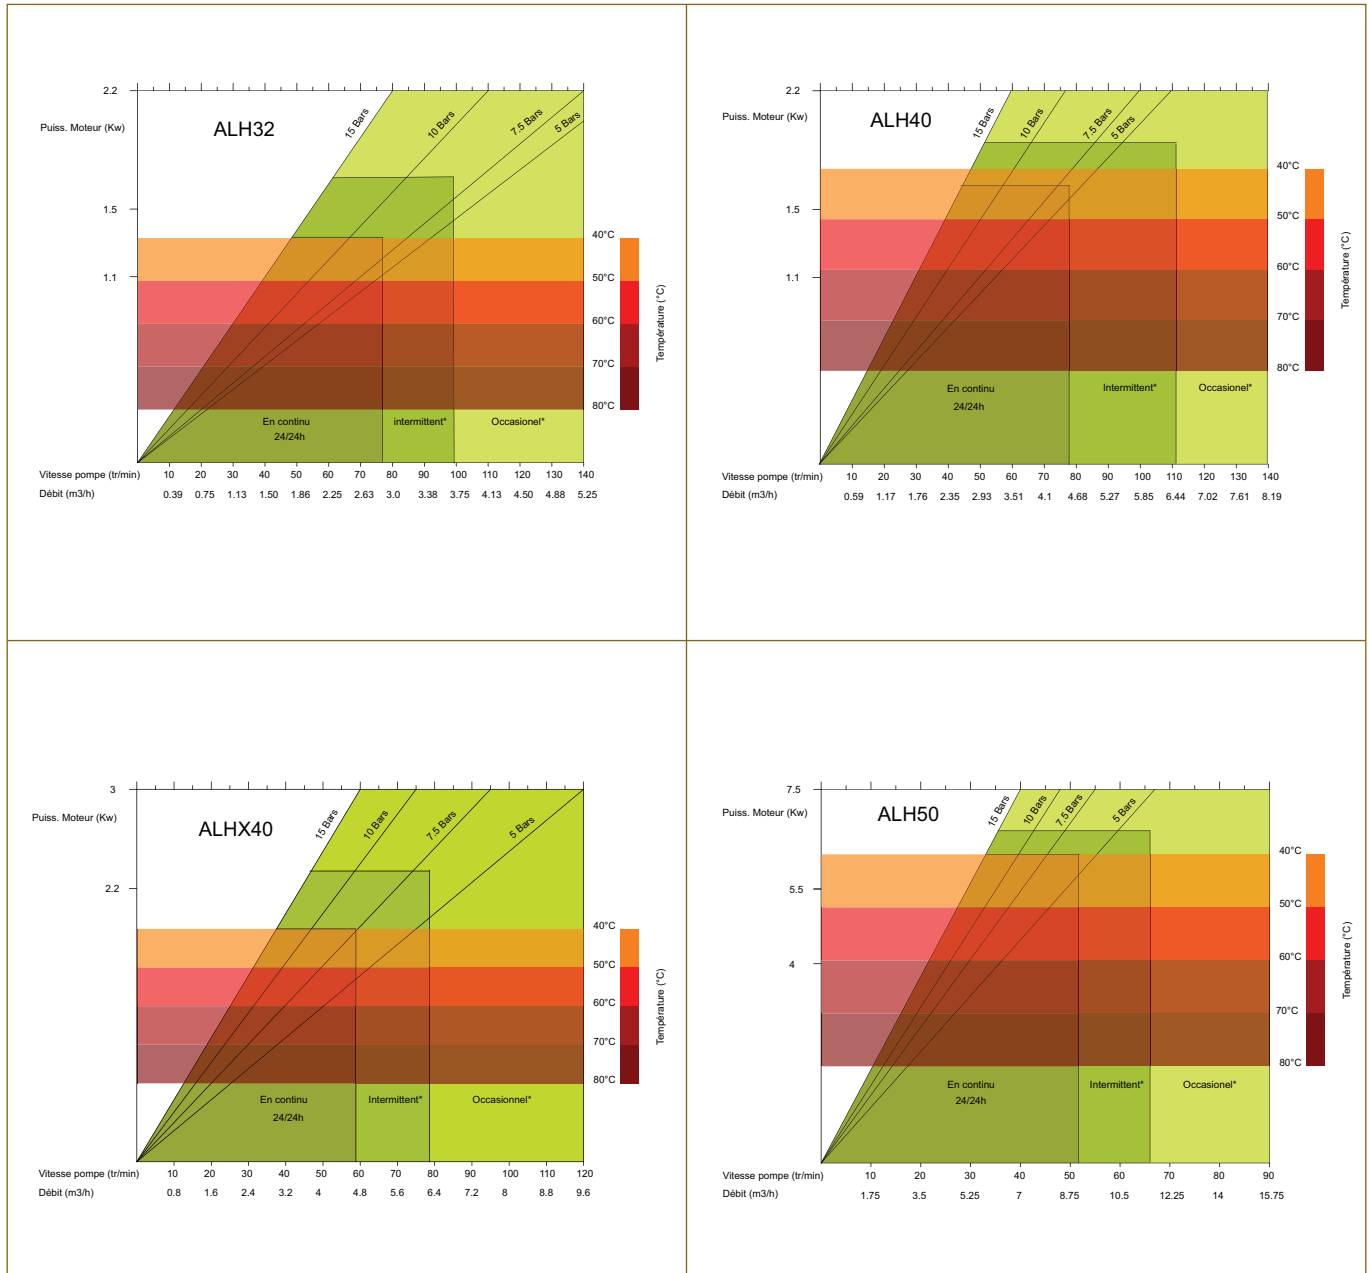 ALH32
Puiss. Moteur (Kw)
2.2
1.5
1.1
15 Bars
10 Bars
7.5 Bars
5 Bars
40°C
50°C
60°C
70°C
80°C
Température (°C)
En continu
24/24h
intermittent*
Occasionel*
Vitesse pompe (tr/min) 10 20 30 40 50 60 70 80 90 100 110 120 130 140
Débit (m3/h) 0.39 0.75 1.13 1.50 1.86 2.25 2.63 3.0 3.38 3.75 4.13 4.50 4.88 5.25
ALH40
Puiss. Moteur (Kw)
2.2
1.5
1.1
15 Bars
10 Bars
7.5 Bars
5 Bars
40°C
50°C
60°C
70°C
80°C
Température (°C)
En continu
24/24h
Intermittent*
Occasionel*
Vitesse pompe (tr/min) 10 20 30 40 50 60 70 80 90 100 110 120 130 140
Débit (m3/h) 0.59 1.17 1.76 2.35 2.93 3.51 4.1 4.68 5.27 5.85 6.44 7.02 7.61 8.19
ALHX40
Puiss. Moteur (Kw)
3
2.2
15 Bars
10 Bars
7.5 Bars
5 Bars
40°C
50°C
60°C
70°C
80°C
Température (°C)
En continu
24/24h
Intermittent*
Occasionnel*
Vitesse pompe (tr/min) 10 20 30 40 50 60 70 80 90 100 110 120
Débit (m3/h) 0.8 1.6 2.4 3.2 4 4.8 5.6 6.4 7.2 8 8.8 9.6
ALH50
Puiss. Moteur (Kw)
7.5
5.5
4
15 Bars
10 Bars
7.5 Bars
5 Bars
40°C
50°C
60°C
70°C
80°C
Température (°C)
En continu
24/24h
Intermittent*
Occasionel*
Vitesse pompe (tr/min) 10 20 30 40 50 60 70 80 90
Débit (m3/h) 1.75 3.5 5.25 7 8.75 10.5 12.25 14 15.75